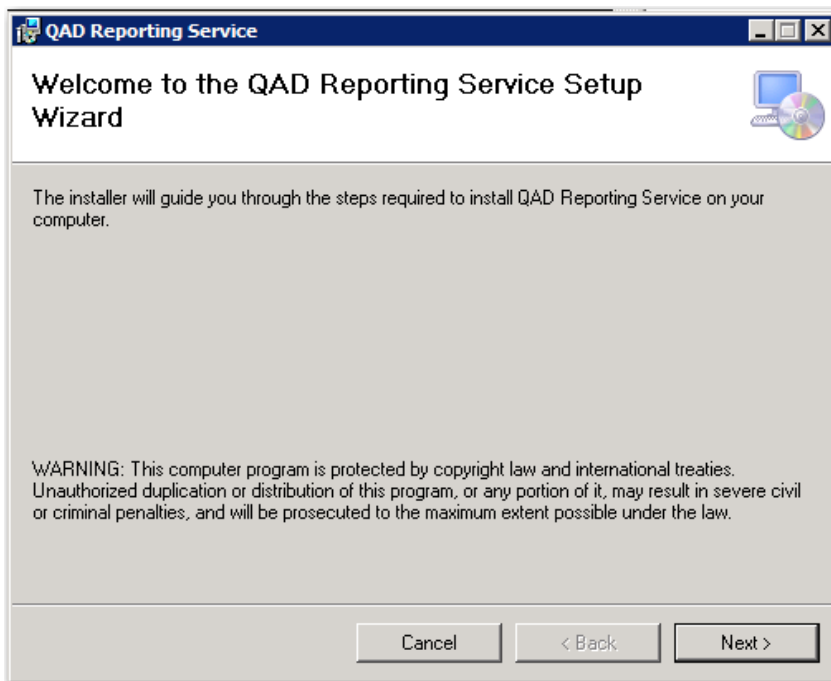 QAD Reporting Service
Welcome to the QAD Reporting Service Setup
Wizard
The installer will guide you through the steps required to install QAD Reporting Service on your
computer.
WARNING: This computer program is protected by copyright law and international treaties.
Unauthorized duplication or distribution of this program, or any portion of it, may result in severe civil
or criminal penalties, and will be prosecuted to the maximum extent possible under the law.
Cancel
< Back
Next >